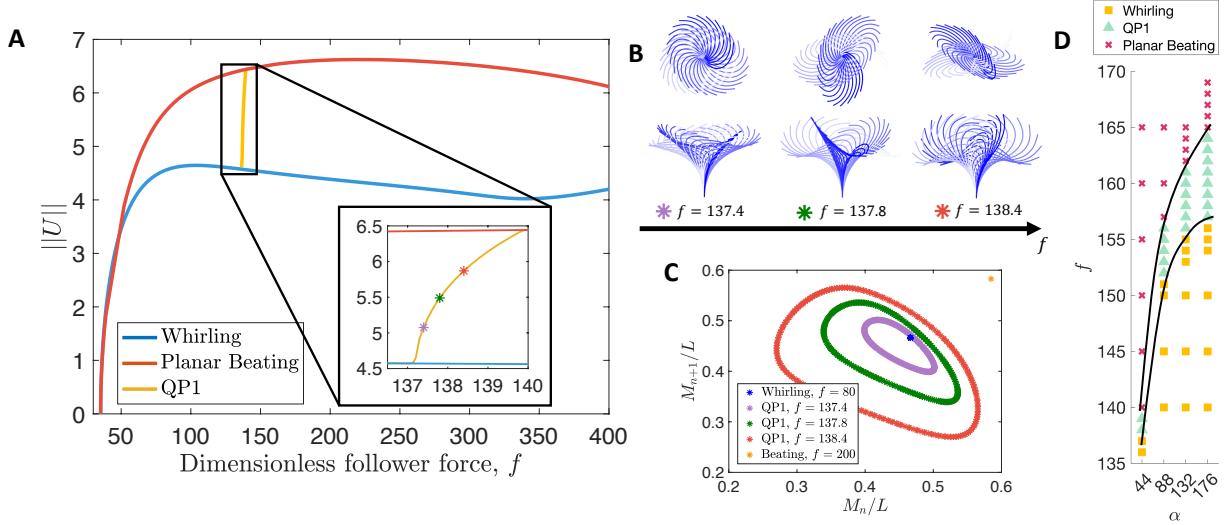 A
7
6
5
4
3
2
1
0
||U||
50 100 150 200 250 300 350 400
Dimensionless follower force, f
Whirling
Planar Beating
QP1
6.5
6.0
5.5
5.0
4.5
137 138 139 140
B
f = 137.4
f = 137.8
f = 138.4
f
C
0.6
0.5
0.4
0.3
0.2
M_{n+1}/L
0.2 0.3 0.4 0.5 0.6
M_n/L
Whirling, f = 80
QP1, f = 137.4
QP1, f = 137.8
QP1, f = 138.4
Beating, f = 200
D
Whirling
QP1
Planar Beating
170
165
160
155
150
145
140
135
f
44 88 132 176
α